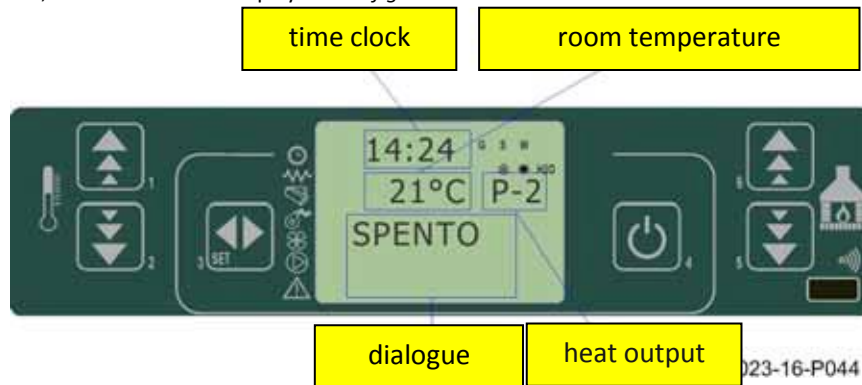 time clock
room temperature
14:24
G S W
H2O
21°C
P-2
SPENTO
1
2
3
SET
4
5
6
dialogue
heat output
023-16-P044